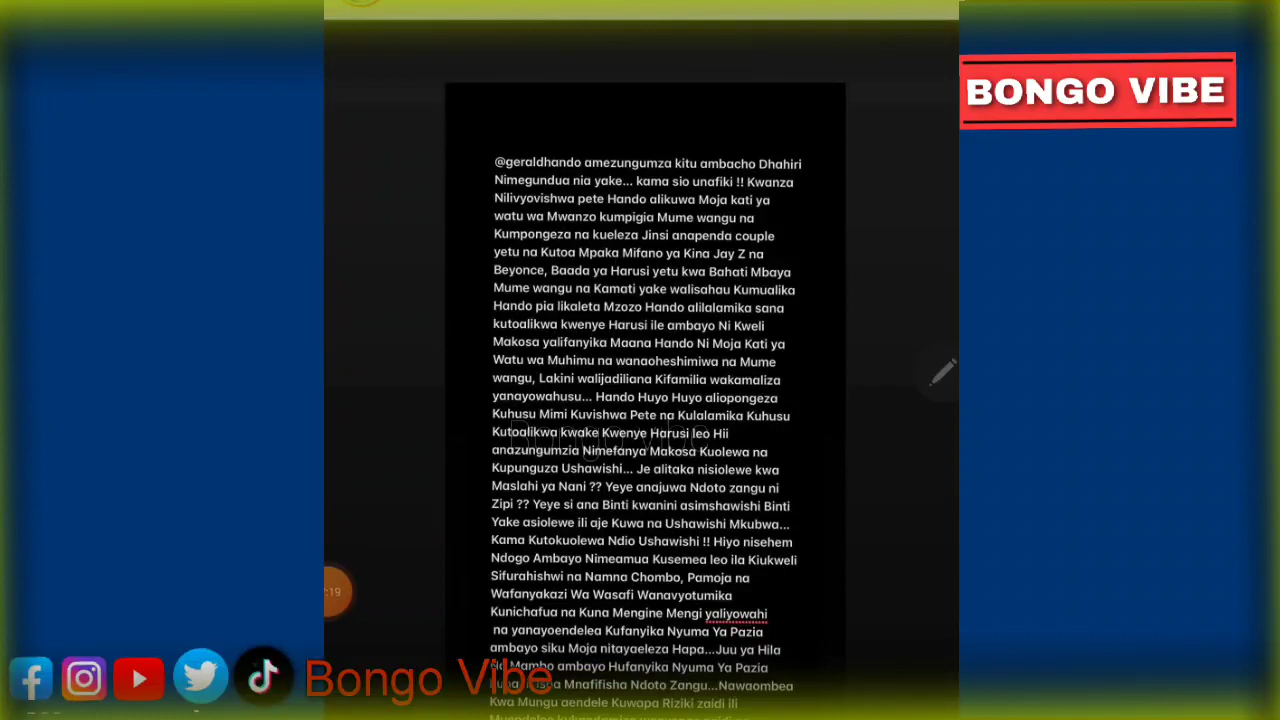 BONGO VIBE
@geraldhando amezungumza kitu ambacho Dhahiri
Nimegundua nia yake... kama sio unafiki !! Kwanza
Nilivyovishwa pete Hando alikuwa Moja kati ya
watu wa Mwanzo kumpigia Mume wangu na
Kumpongeza na kueleza Jinsi anapenda couple
yetu na Kutoa Mpaka Mifano ya Kina Jay Z na
Beyonce, Baada ya Harusi yetu kwa Bahati Mbaya
Mume wangu na Kamati yake walisahau Kumualika
Hando pia likaleta Mzozo Hando alilalamika sana
kutoalikwa kwenye Harusi ile ambayo Ni Kweli
Makosa yalifanyika Maana Hando Ni Moja Kati ya
Watu wa Muhimu na wanaoheshimiwa na Mume
wangu, Lakini walijadiliana Kifamilia wakamaliza
yanayowahusu... Hando Huyo Huyo aliopongeza
Kuhusu Mimi Kuvishwa Pete na Kulalamika Kuhusu
Kutoalikwa kwake Kwenye Harusi leo Hii
anazungumzia Nimefanya Makosa Kuolewa na
Kupunguza Ushawishi... Je alitaka nisiolewe kwa
Maslahi ya Nani ?? Yeye anajuwa Ndoto zangu ni
Zipi ?? Yeye si ana Binti kwanini asimshawishi Binti
Yake asiolewe ili aje Kuwa na Ushawishi Mkubwa...
Kama Kutokuolewa Ndio Ushawishi !! Hiyo nisehem
Ndogo Ambayo Nimeamua Kusemea leo ila Kiukweli
Sifurahishwi na Namna Chombo, Pamoja na
Wafanyakazi Wa Wasafi Wanavyotumika
Kunichafua na Kuna Mengine Mengi yaliyowahi
na yanayoendelea Kufanyika Nyuma Ya Pazia
ambayo siku Moja nitayaeleza Hapa...Juu ya Hila
Mambo ambayo Hufanyika Nyuma Ya Pazia
Mnafifisha Ndoto Zangu...Nawaombea
Kwa Mungu aendele Kuwapa Riziki zaidi ili
:19
Bongo vibe
Bongo Vibe